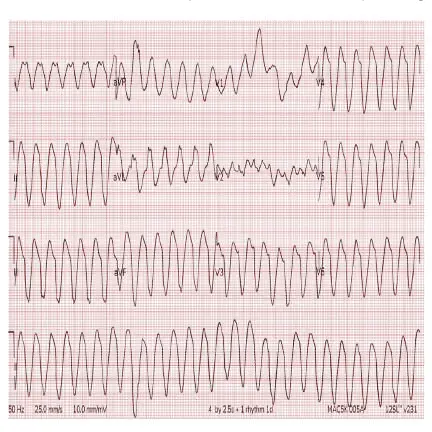 aVR V1 V4
II aVL V2 V5
aVF V3 V6
II
50 Hz 25.0 mm/s 10.0 mm/mV 4 by 2.5s + 1 rhythm 1d MAC5K 005A 12SL™ v231